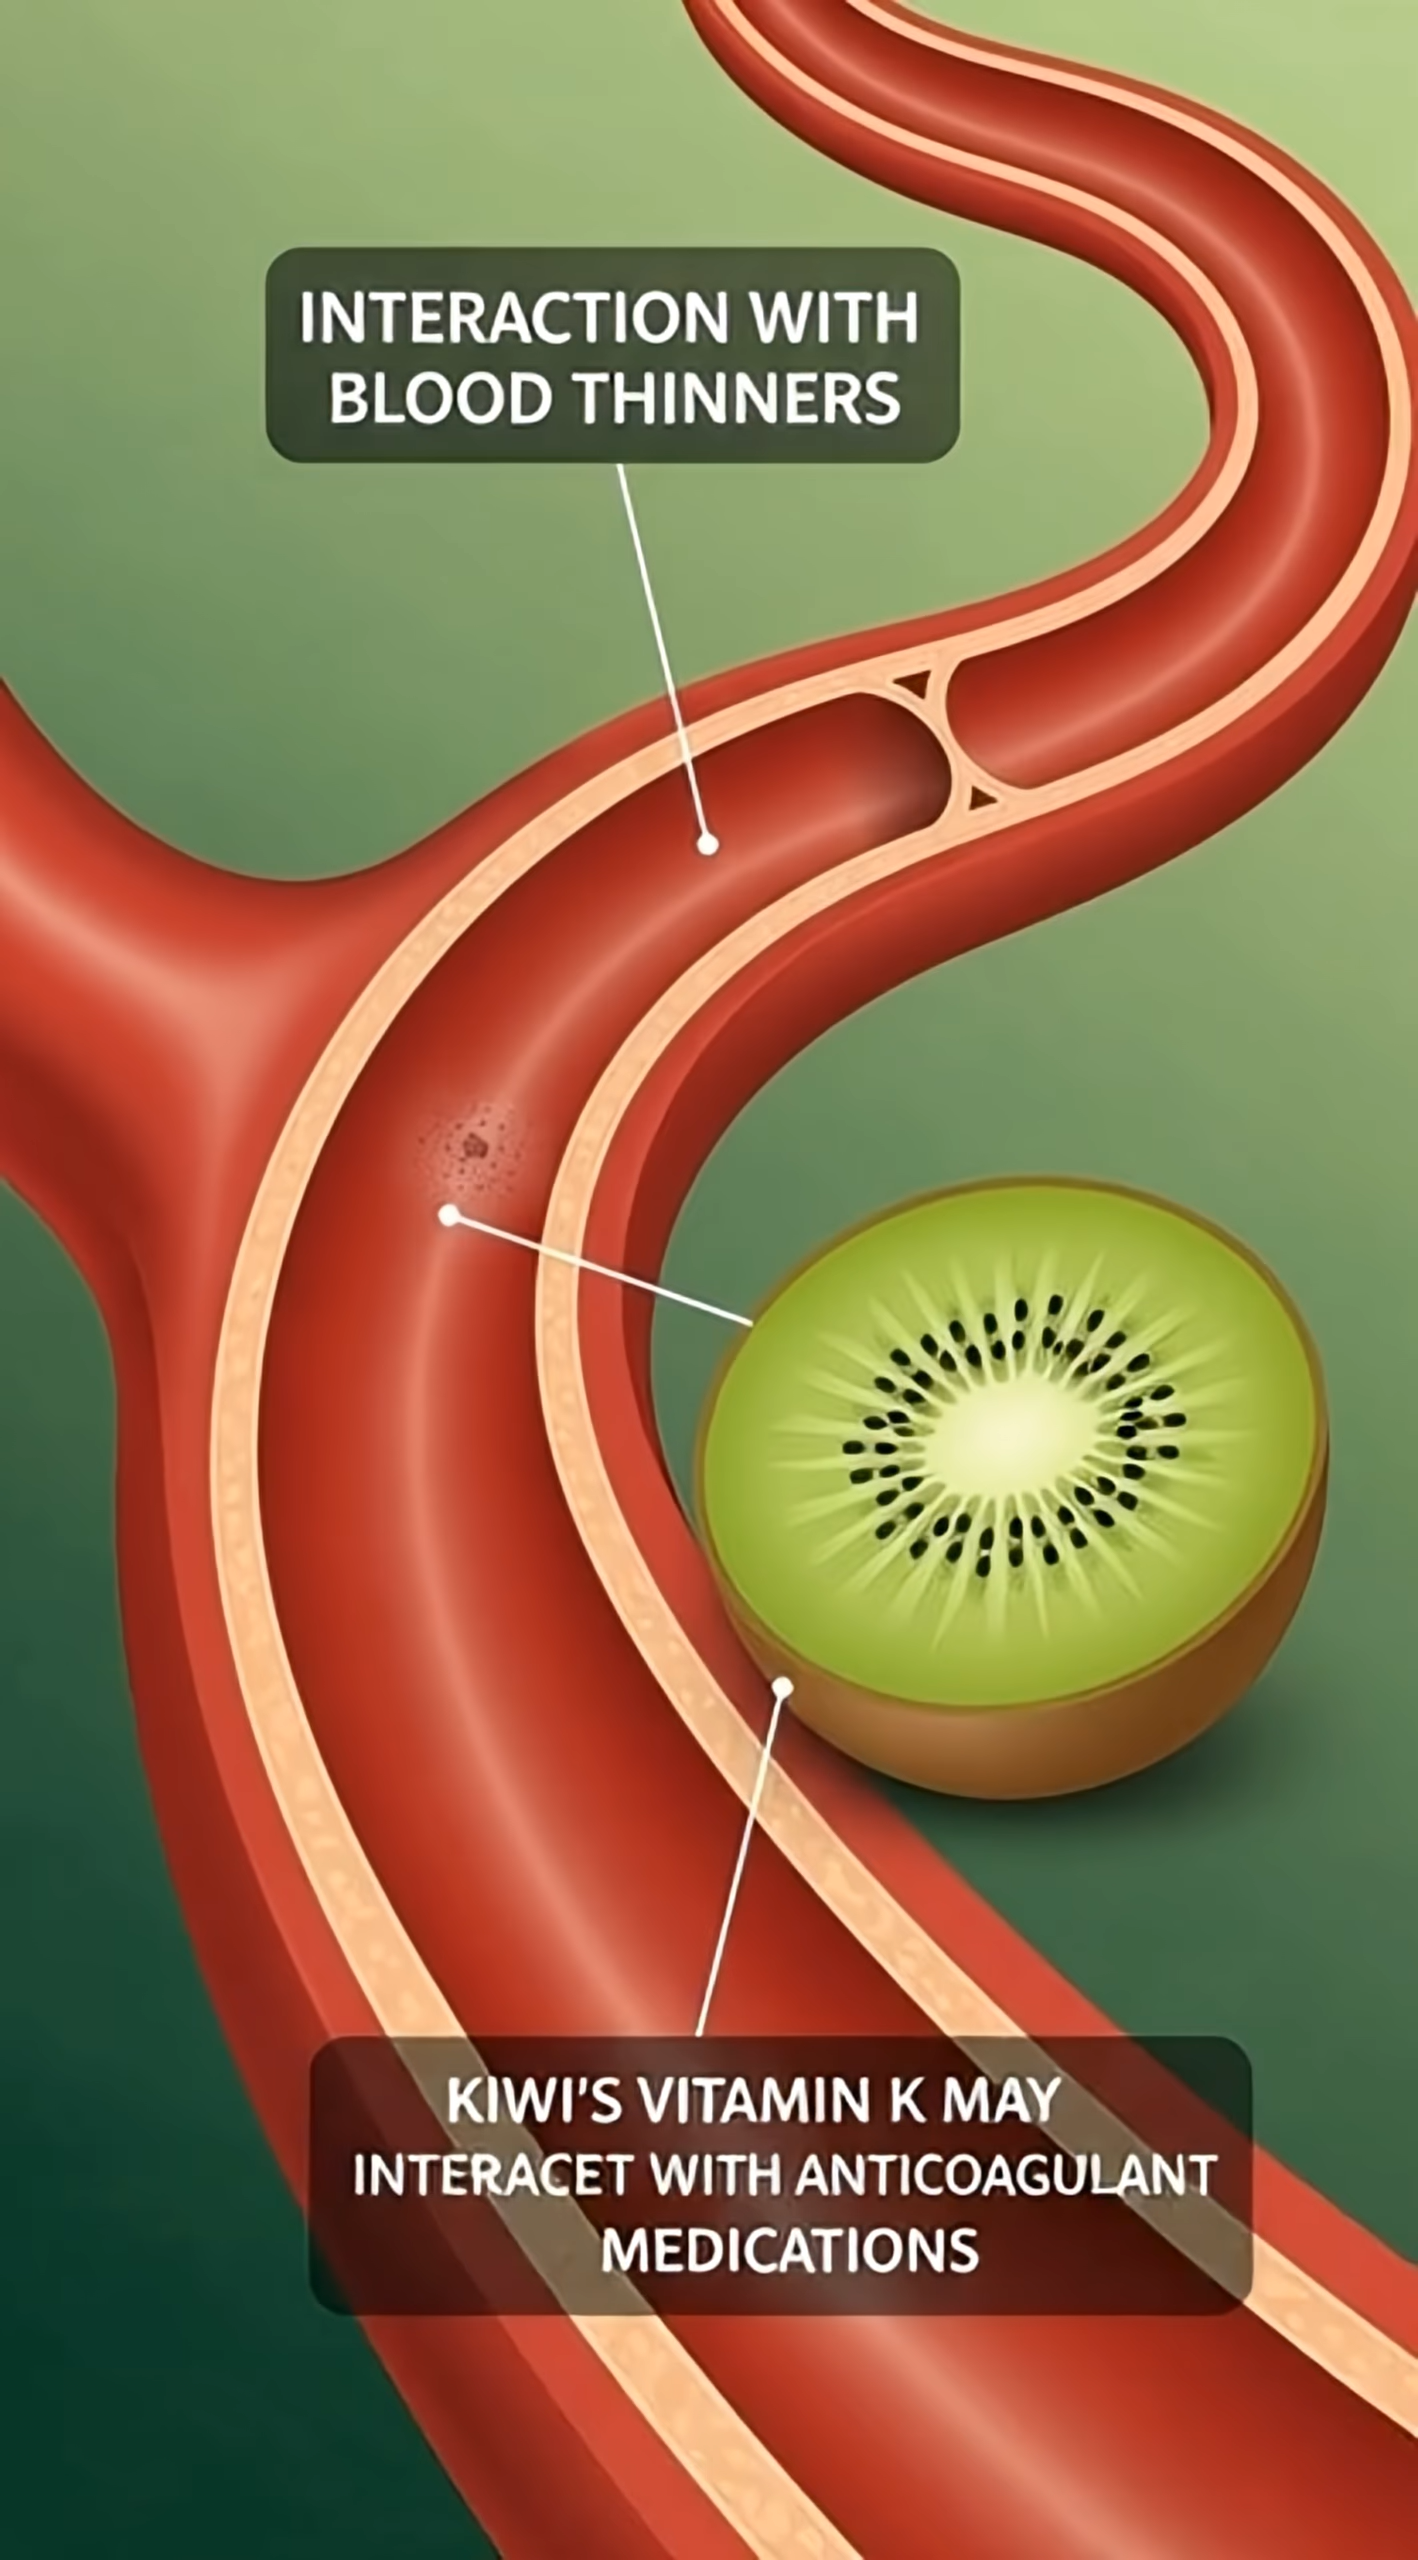 INTERACTION WITH
BLOOD THINNERS
KIWI'S VITAMIN K MAY
INTERACET WITH ANTICOAGULANT
MEDICATIONS